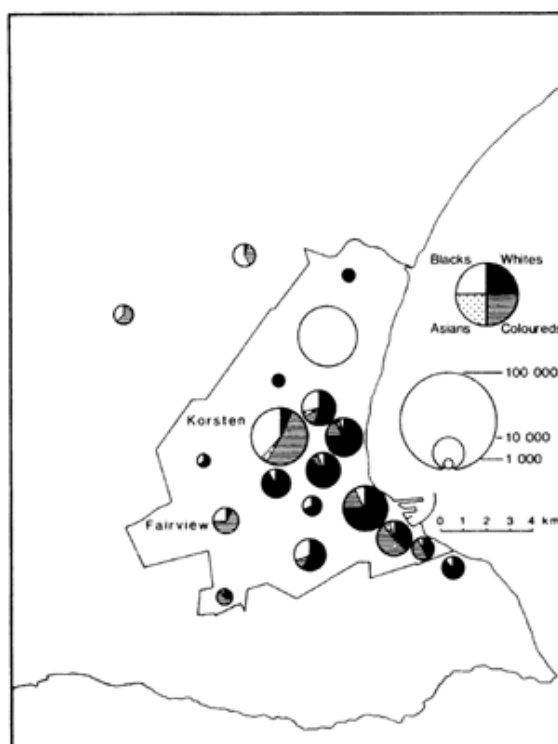 Blacks Whites
Asians Coloureds
100 000
10 000
1 000
Korsten
0 1 2 3 4 km
Fairview